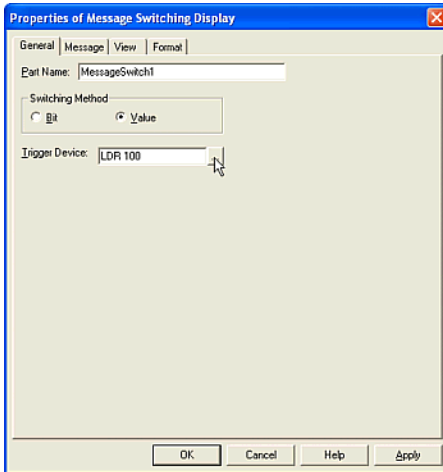 Properties of Message Switching Display
General Message View Format
Part Name: MessageSwitch1
Switching Method
Bit Value
Trigger Device: LDR 100
OK Cancel Help Apply